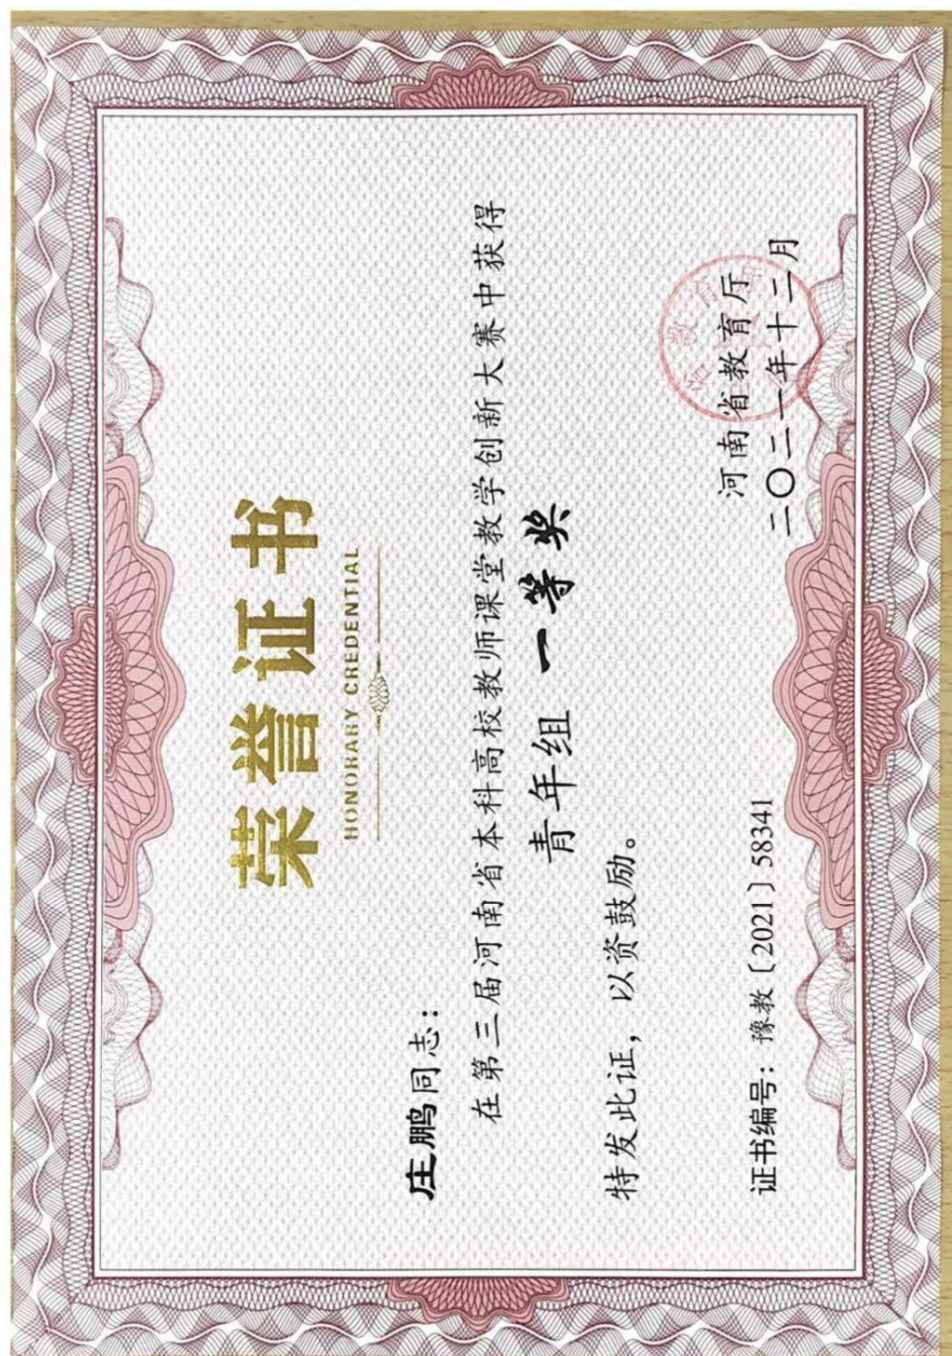 荣誉证书
HONORARY CREDENTIAL
庄鹏同志：
在第三届河南省本科高校教师课堂教学创新大赛中获得
青年组 一等奖
特发此证，以资鼓励。
河南省教育厅
证书编号：豫教〔2021〕58341
二〇二一年十二月